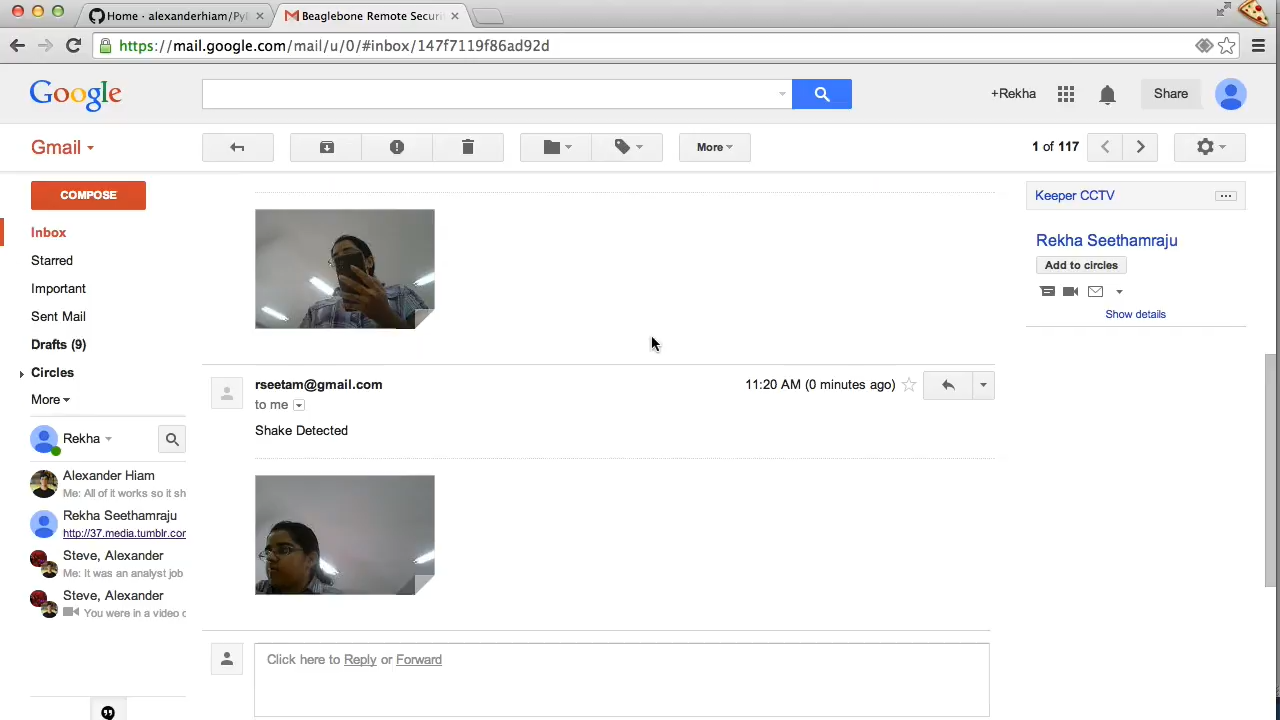 Home · alexanderhiam/Py
Beaglebone Remote Securi
https://mail.google.com/mail/u/0/#inbox/147f7119f86ad92d
Google
+Rekha
Share
Gmail
More
1 of 117
COMPOSE
Inbox
Starred
Important
Sent Mail
Drafts (9)
Circles
More
Rekha
Alexander Hiam
Me: All of it works so it sh
Rekha Seethamraju
http://37.media.tumblr.cor
Steve, Alexander
Me: It was an analyst job
Steve, Alexander
You were in a video c
rseetam@gmail.com
11:20 AM (0 minutes ago)
to me
Shake Detected
Click here to Reply or Forward
Keeper CCTV
Rekha Seethamraju
Add to circles
Show details